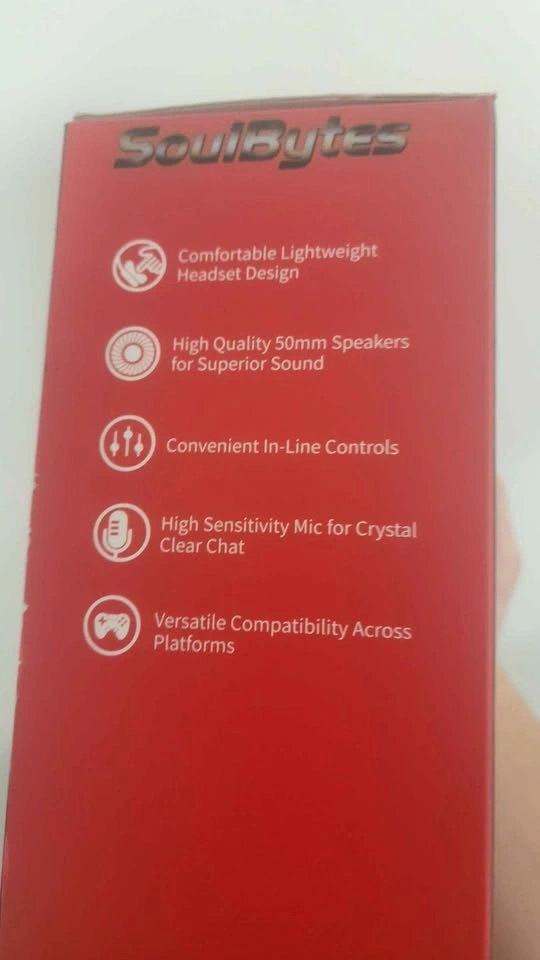 SoulBytes
Comfortable Lightweight
Headset Design
High Quality 50mm Speakers
for Superior Sound
Convenient In-Line Controls
High Sensitivity Mic for Crystal
Clear Chat
Versatile Compatibility Across
Platforms